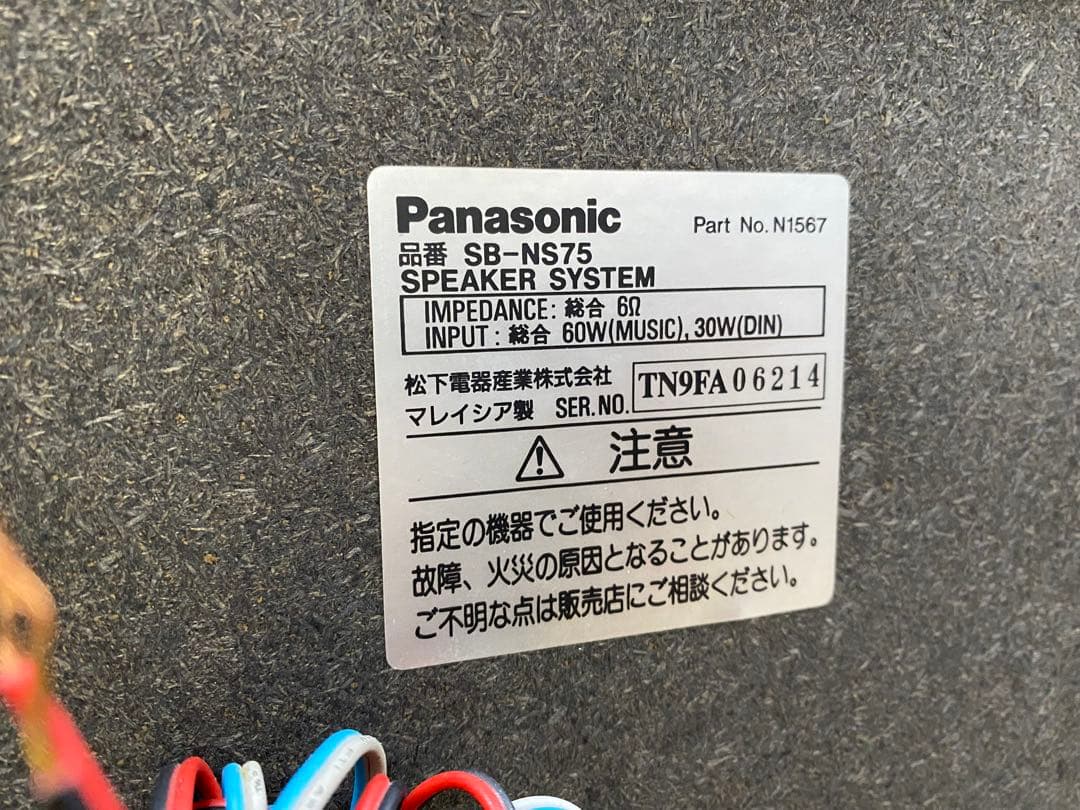 Panasonic
Part No. N1567
品番 SB-NS75
SPEAKER SYSTEM
IMPEDANCE: 総合 6Ω
INPUT : 総合 60W(MUSIC), 30W(DIN)
松下電器産業株式会社
マレイシア製 SER.NO. TN9FA06214
注意
指定の機器でご使用ください。
故障、火災の原因となることがあります。
ご不明な点は販売店にご相談ください。